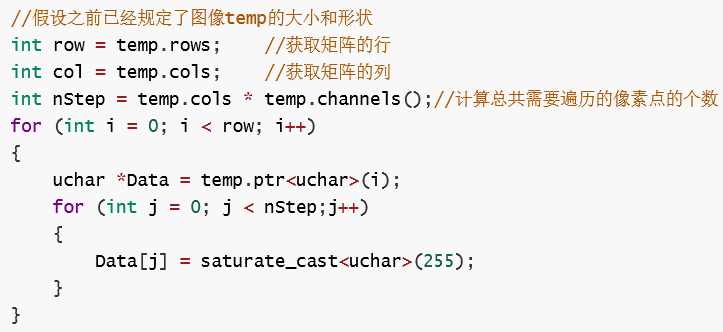 //假设之前已经规定了图像temp的大小和形状
int row = temp.rows;    //获取矩阵的行
int col = temp.cols;    //获取矩阵的列
int nStep = temp.cols * temp.channels();//计算总共需要遍历的像素点的个数
for (int i = 0; i < row; i++)
{
    uchar *Data = temp.ptr<uchar>(i);
    for (int j = 0; j < nStep;j++)
    {
        Data[j] = saturate_cast<uchar>(255);
    }
}